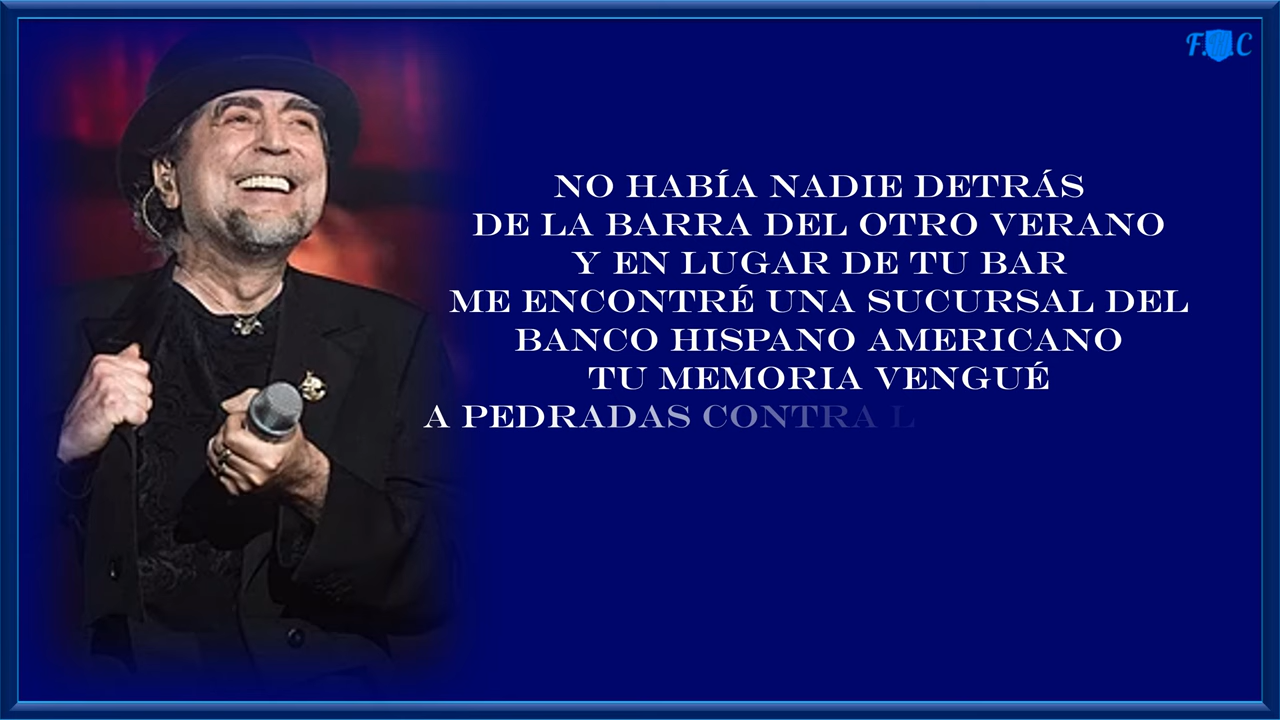 NO HABÍA NADIE DETRÁS
DE LA BARRA DEL OTRO VERANO
Y EN LUGAR DE TU BAR
ME ENCONTRÉ UNA SUCURSAL DEL
BANCO HISPANO AMERICANO
TU MEMORIA VENGUÉ
A PEDRADAS CONTRA L